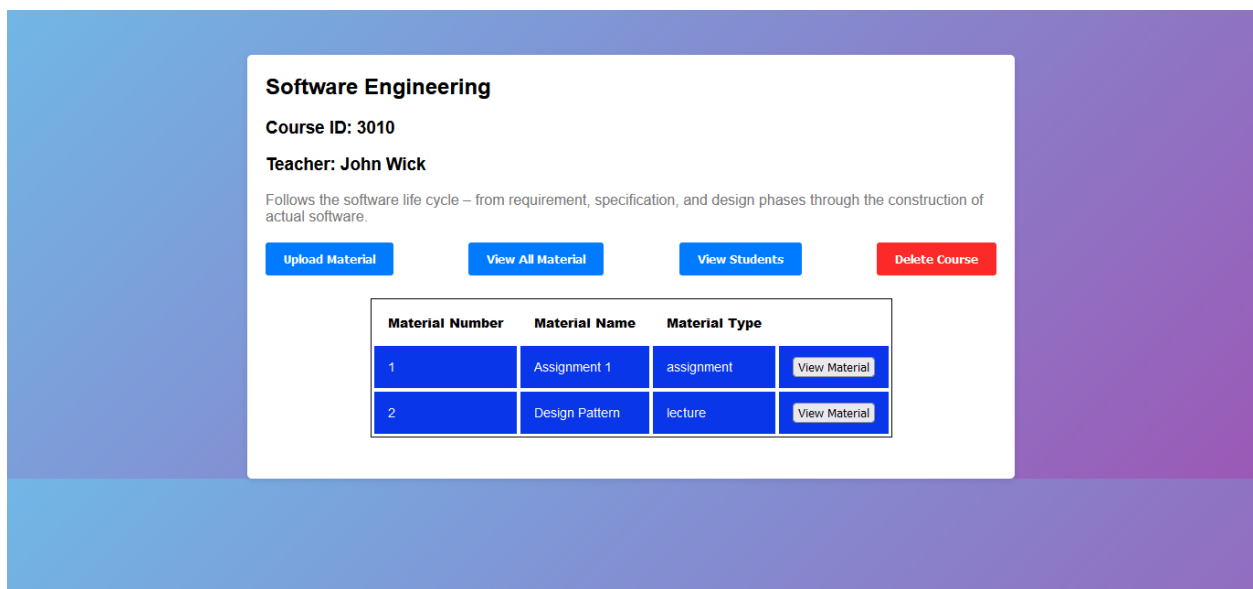 Software Engineering
Course ID: 3010
Teacher: John Wick
Follows the software life cycle – from requirement, specification, and design phases through the construction of
actual software.
Upload Material View All Material View Students Delete Course
Material Number Material Name Material Type
1 Assignment 1 assignment View Material
2 Design Pattern lecture View Material